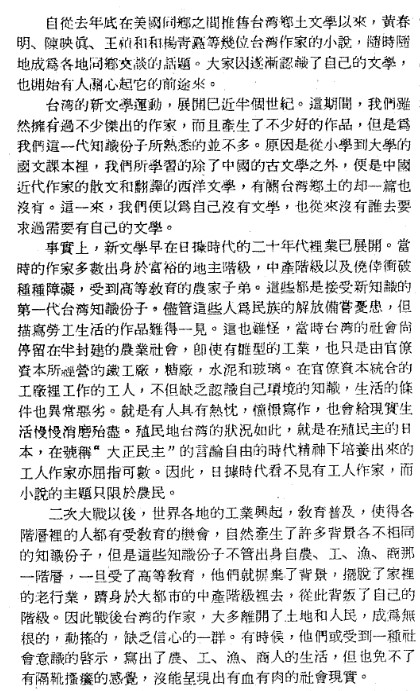 自從去年底在美國同鄉之間推售台湾鄉土文學以來，黃春
明、陳映真、王禎和和楊青矗等幾位台湾作家的小說，隨時隨
地成爲各地同鄉交談的話題。大家因逐漸認識了自己的文學，
也開始有人關心起它的前途來。
台湾的新文學運動，展開已近半個世紀。這期間，我們雖
然擁有過不少傑出的作家，而且產生了不少好的作品，但是爲
我們這一代知識份子所熟悉的並不多。原因是從小學到大學的
國文課本裡，我們所學習的除了中國的古文學之外，便是中國
近代作家的散文和翻譯的西洋文學，有關台湾鄉土的却一篇也
沒有。這一來，我們便以爲自己沒有文學，也從來沒有誰去要
求過需要有自己的文學。
事實上，新文學早在日據時代的二十年代裡業已展開。當
時的作家多數出身於富裕的地主階級，中產階級以及僥倖衝破
種種障礙，受到高等教育的農家子弟。這些都是接受新知識的
第一代台湾知識份子。儘管這些人爲民族的解放備嘗憂患，但
描寫勞工生活的作品難得一見。這也難怪，當時台湾的社會尚
停留在半封建的農業社會，卽使有雛型的工業，也只是由官僚
資本所經營的鐵工廠，糖廠，水泥和玻璃。在官僚資本統合的
工廠裡工作的工人，不但缺乏認識自己環境的知識，生活的條
件也異常惡劣。就是有人具有熱忱，憧憬寫作，也會給現實生
活慢慢消磨殆盡。殖民地台湾的狀況如此，就是在殖民主的日
本，在號稱“大正民主”的言論自由的時代精神下培養出來的
工人作家亦屈指可數。因此，日據時代看不見有工人作家，而
小說的主題只限於農民。
二次大戰以後，世界各地的工業興起，教育普及，使得各
階層裡的人都有受教育的機會，自然產生了許多背景各不相同
的知識份子，但是這些知識份子不管出身自農、工、漁、商那
一階層，一旦受了高等教育，他們就摒棄了背景，擺脫了家裡
的老行業，躋身於大都市的中產階級裡去，從此背叛了自己的
階級。因此戰後台湾的作家，大多離開了土地和人民，成爲無
根的，動搖的，缺乏信心的一群。有時候，他們或受到一種社
會意識的啓示，寫出了農、工、漁、商人的生活，但也免不了
有隔靴搔癢的感覺，沒能呈現出有血有肉的社會現實。